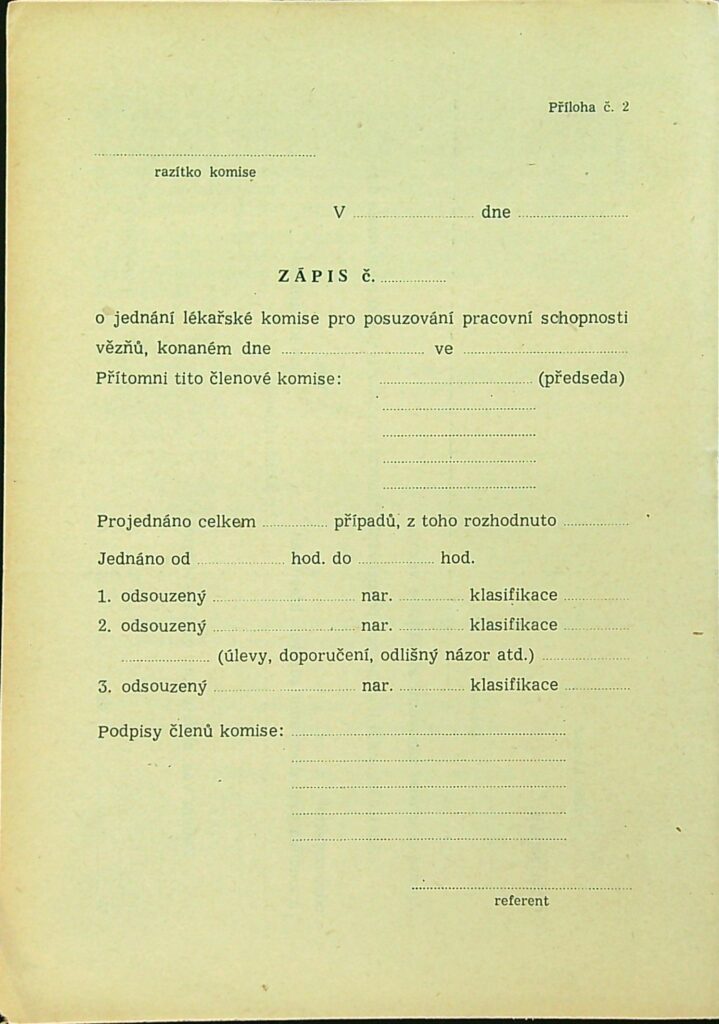 Příloha č. 2
razítko komise
V ........................ dne ........................
ZÁPIS č. ................
o jednání lékařské komise pro posuzování pracovní schopnosti
vězňů, konaném dne ........................ ve ........................
Přítomni tito členové komise: ........................ (předseda)
Projednáno celkem ............ případů, z toho rozhodnuto ............
Jednáno od ................ hod. do ................ hod.
1. odsouzený ........................ nar. ............ klasifikace ............
2. odsouzený ........................ nar. ............ klasifikace ............
................ (úlevy, doporučení, odlišný názor atd.) ................
3. odsouzený ........................ nar. ............ klasifikace ............
Podpisy členů komise: ................................................
referent